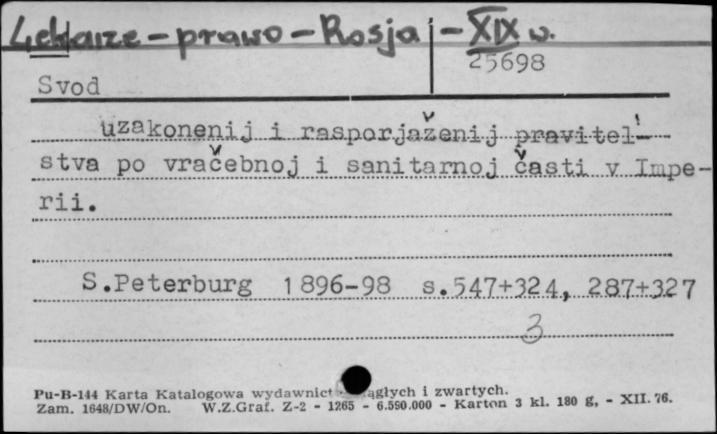 Lekarze – prawo – Rosja – XIX w.
25698
Svod
uzakonenij i rasporjaženij pravitel'-
stva po vračebnoj i sanitarnoj časti v Impe-
rii.
S.Peterburg 1896-98 s.547+324, 287+327
3
Pu-B-144 Karta Katalogowa wydawnict ągłych i zwartych.
Zam. 1648/DW/On. W.Z.Graf. Z-2 - 1265 - 6.590.000 - Karton 3 kl. 180 g, - XII. 76.